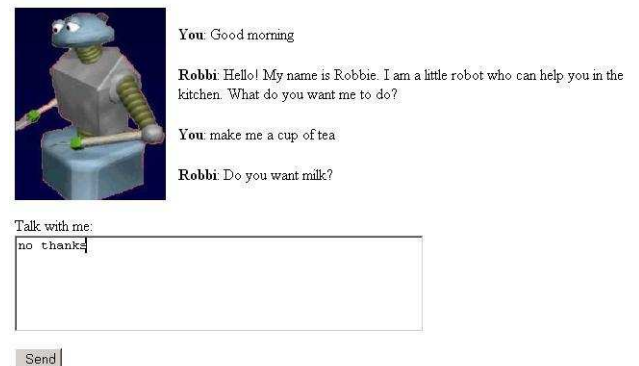 You: Good morning
Robbi: Hello! My name is Robbie. I am a little robot who can help you in the
kitchen. What do you want me to do?
You: make me a cup of tea
Robbi: Do you want milk?
Talk with me:
no thanks
Send